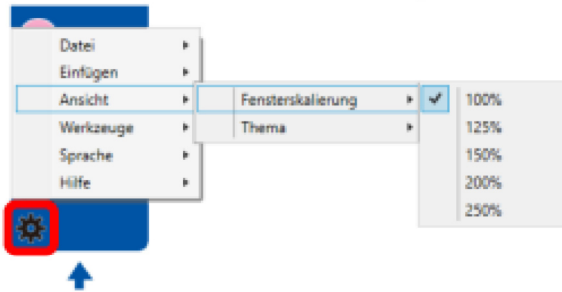 Datei
Einfügen
Ansicht
Werkzeuge
Sprache
Hilfe
Fensterskalierung
Thema
100%
125%
150%
200%
250%